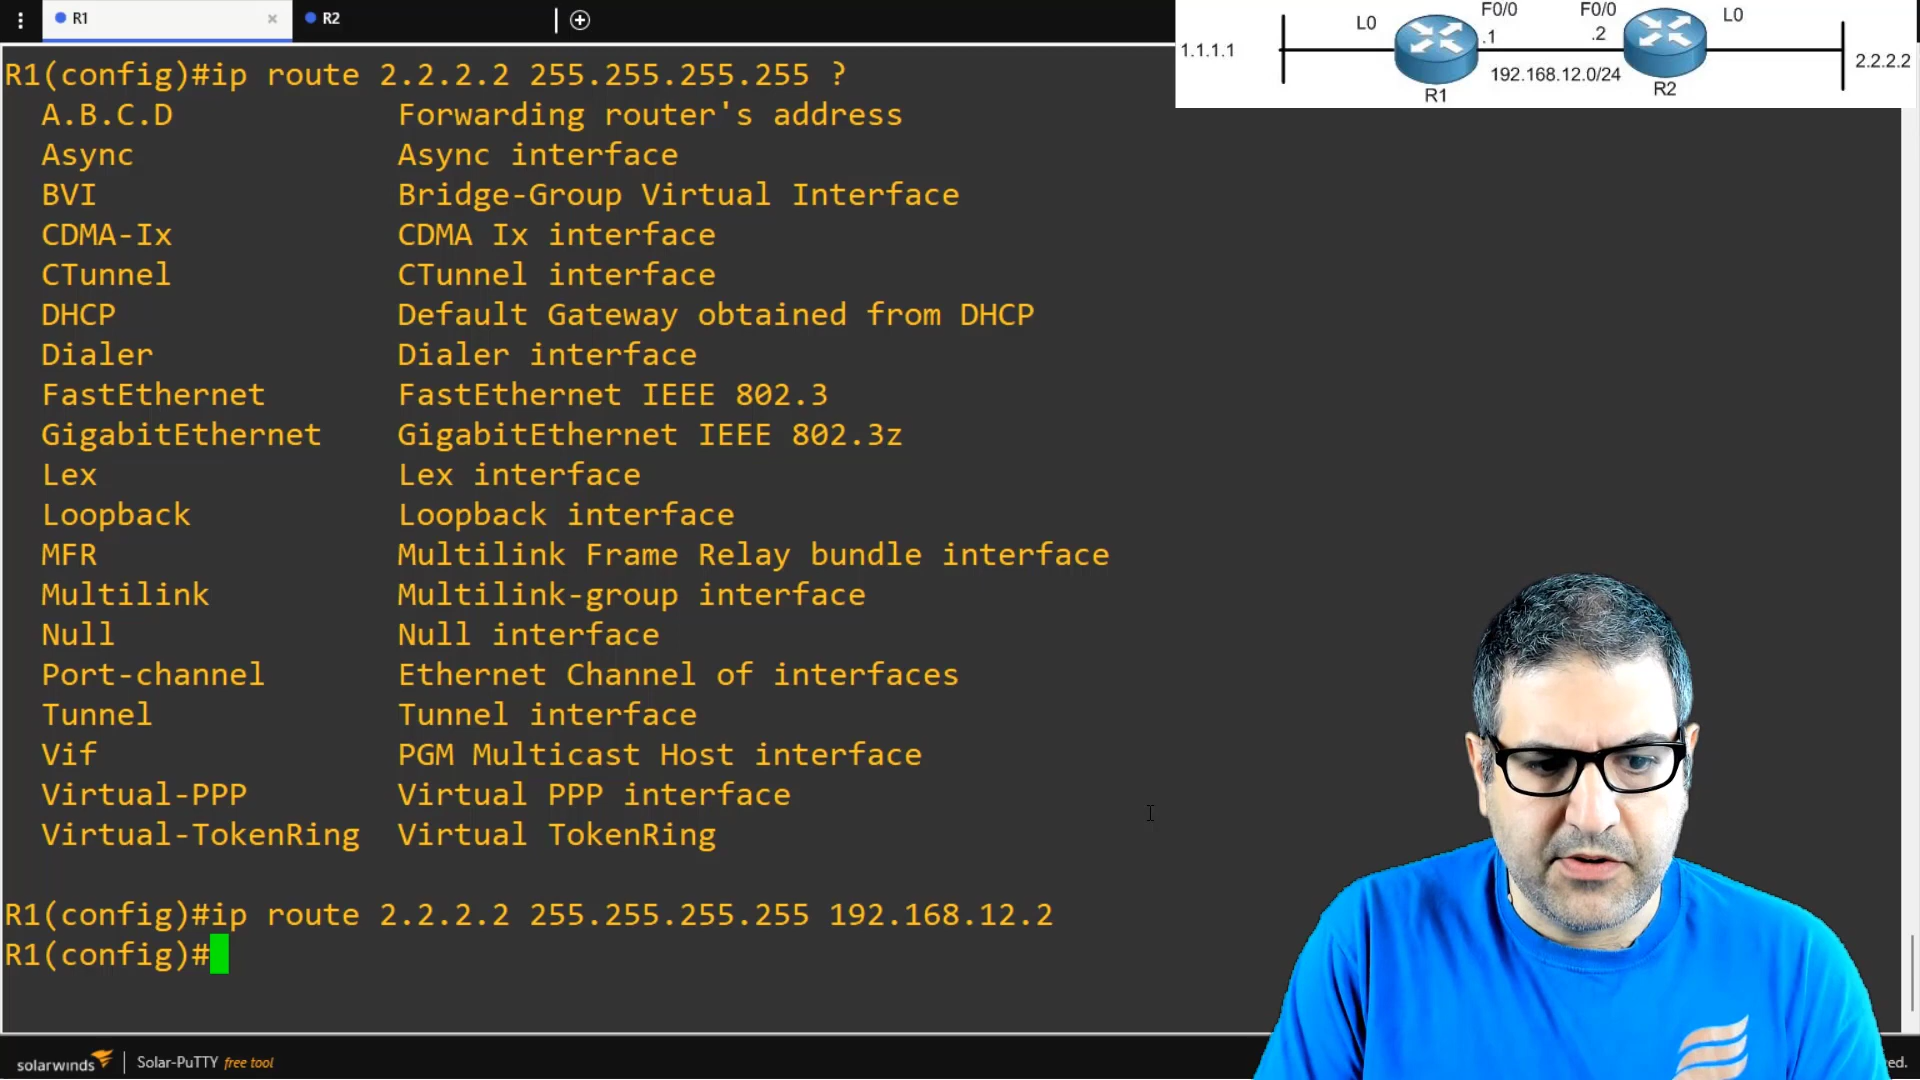 R1
×
R2
L0
F0/0
F0/0
L0
1.1.1.1
.1
.2
192.168.12.0/24
2.2.2.2
R1
R2
R1(config)#ip route 2.2.2.2 255.255.255.255 ?
A.B.C.D Forwarding router's address
Async Async interface
BVI Bridge-Group Virtual Interface
CDMA-Ix CDMA Ix interface
CTunnel CTunnel interface
DHCP Default Gateway obtained from DHCP
Dialer Dialer interface
FastEthernet FastEthernet IEEE 802.3
GigabitEthernet GigabitEthernet IEEE 802.3z
Lex Lex interface
Loopback Loopback interface
MFR Multilink Frame Relay bundle interface
Multilink Multilink-group interface
Null Null interface
Port-channel Ethernet Channel of interfaces
Tunnel Tunnel interface
Vif PGM Multicast Host interface
Virtual-PPP Virtual PPP interface
Virtual-TokenRing Virtual TokenRing
R1(config)#ip route 2.2.2.2 255.255.255.255 192.168.12.2
R1(config)#
solarwinds | Solar-PuTTY free tool